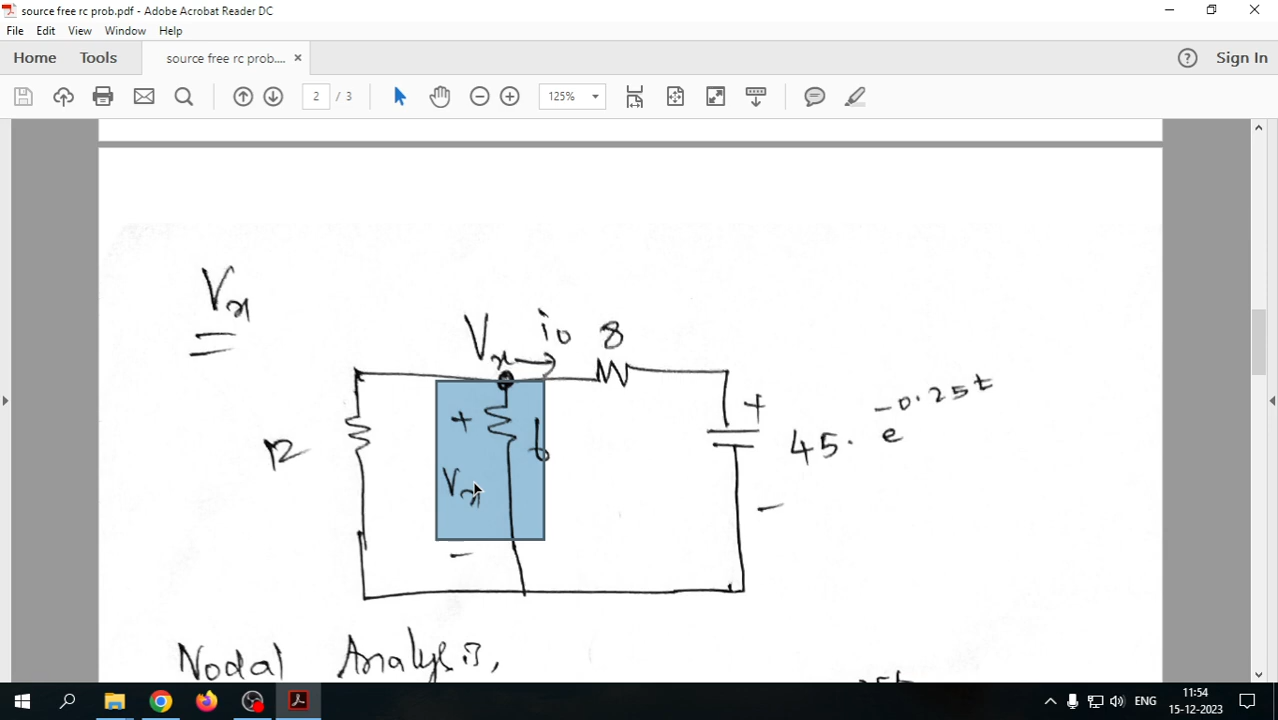 source free rc prob.pdf - Adobe Acrobat Reader DC
File Edit View Window Help
Home Tools source free rc prob.... × ? Sign In
2 / 3 125%
Vx
Vx i0 8
+ 6 + 45. e -0.25t
12
Vx
-
-
Nodal Analysis,
ENG 11:54
15-12-2023